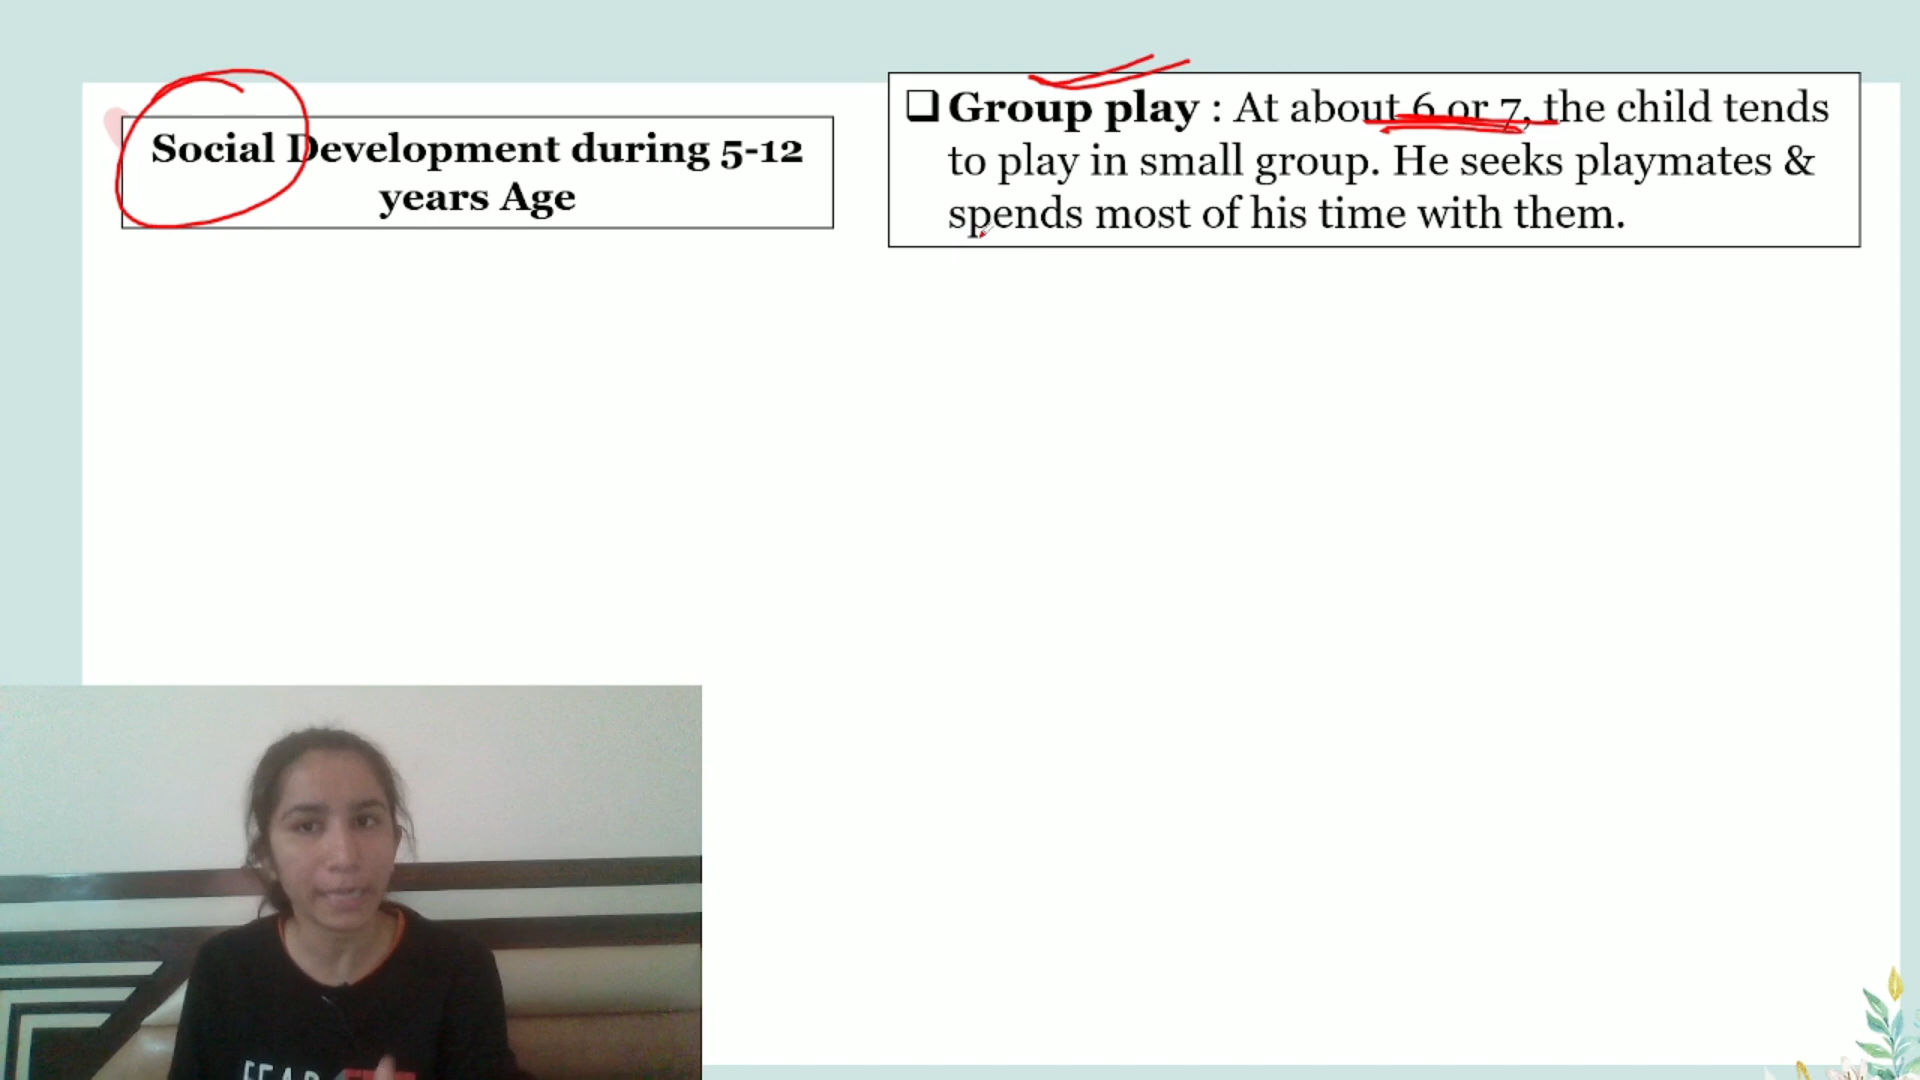 Social Development during 5-12
years Age
❑ Group play : At about 6 or 7, the child tends
to play in small group. He seeks playmates &
spends most of his time with them.